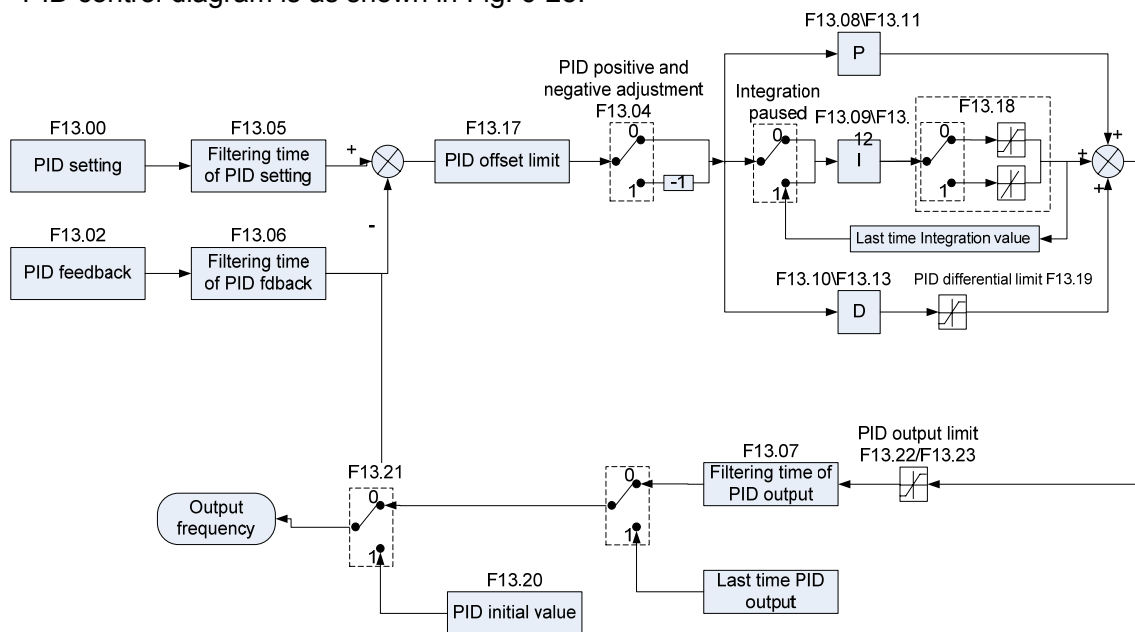 PID control diagram is as shown in Fig. 6-28.
F13.08\F13.11
P
PID positive and
negative adjustment
F13.04
0
1
-1
Integration
paused
0
1
F13.09\F13.
12
I
F13.18
0
1
+
+
+
F13.00
PID setting
F13.05
Filtering time
of PID setting
+
-
F13.17
PID offset limit
Last time Integration value
F13.02
PID feedback
F13.06
Filtering time
of PID fdback
F13.10\F13.13
D
PID differential limit F13.19
PID output limit
F13.22/F13.23
F13.07
Filtering time of
PID output
0
1
F13.21
0
1
Output
frequency
Last time PID
output
F13.20
PID initial value